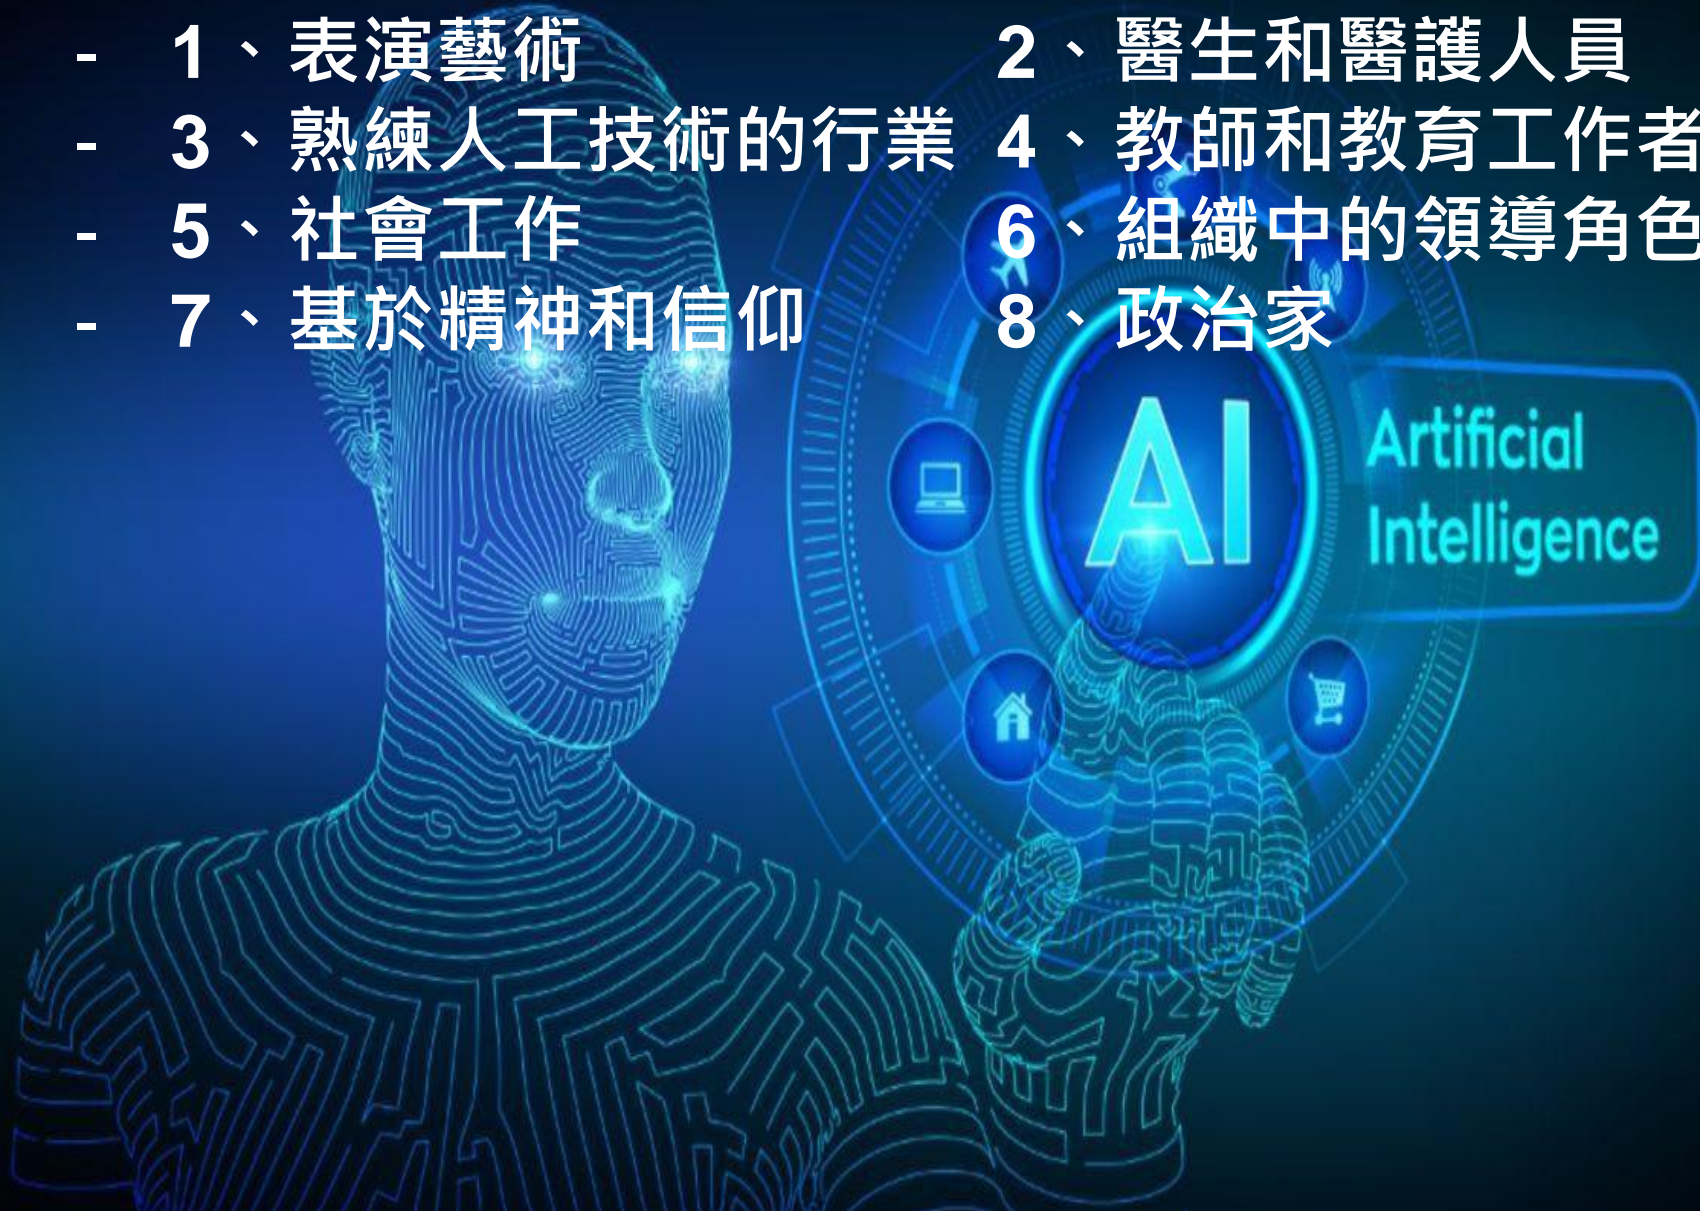 - 1、表演藝術 2、醫生和醫護人員
- 3、熟練人工技術的行業 4、教師和教育工作者
- 5、社會工作 6、組織中的領導角色
- 7、基於精神和信仰 8、政治家
AI
Artificial
Intelligence